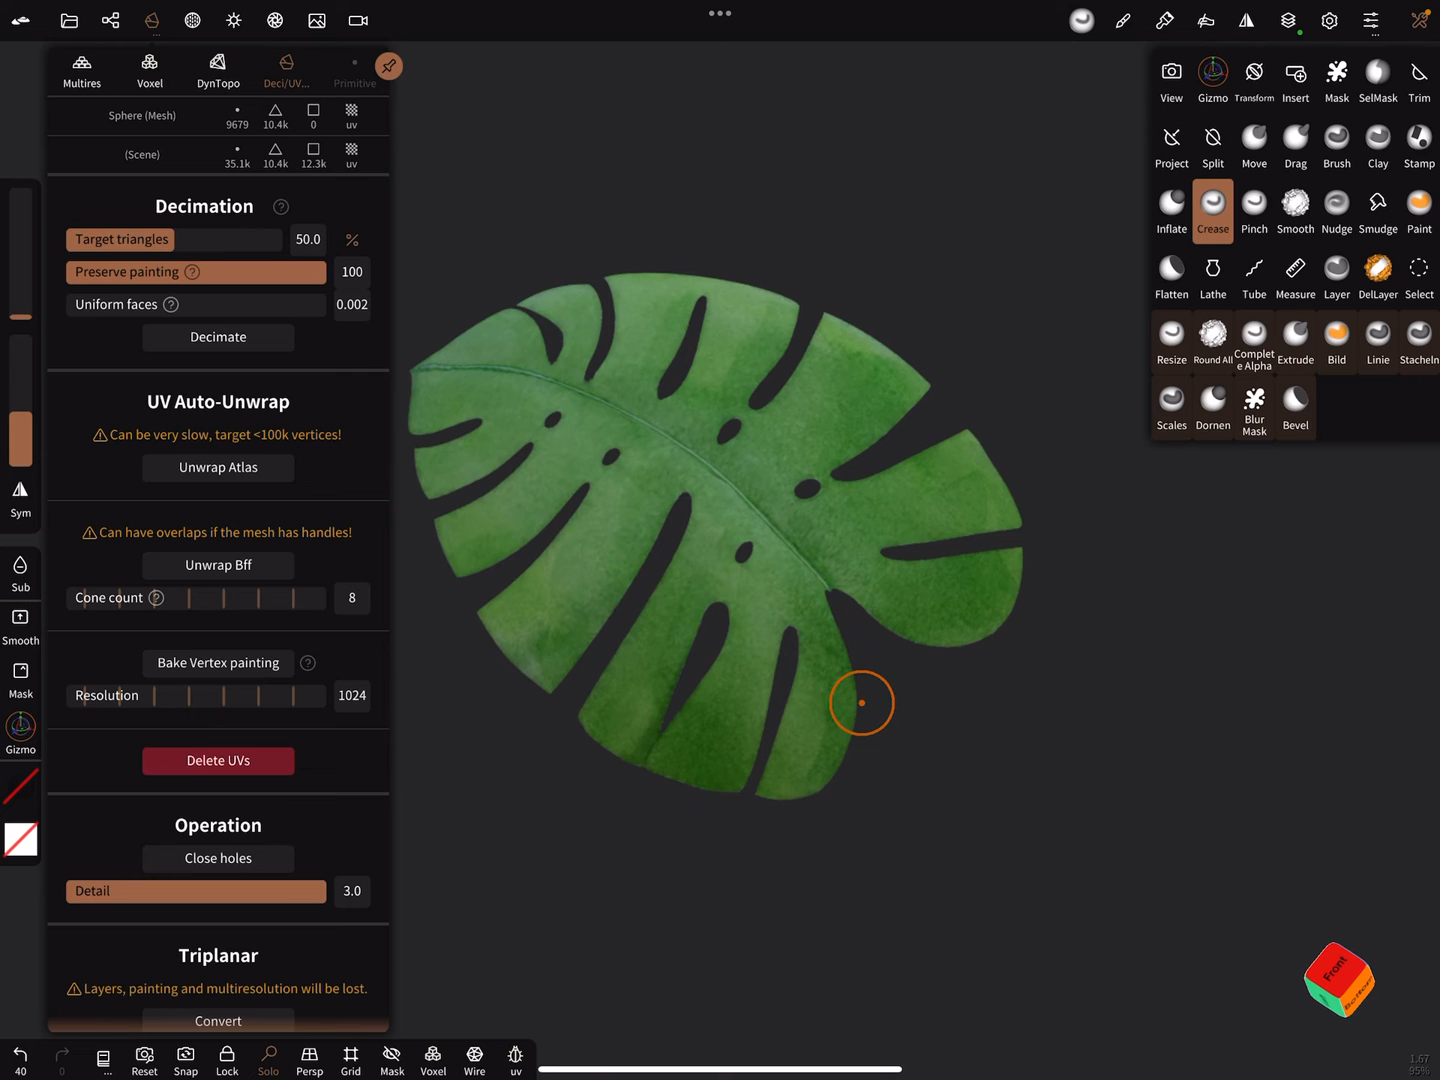 Multires
Voxel
DynTopo
Deci/UV...
Primitive
Sphere (Mesh)
9679
10.4k
0
uv
(Scene)
35.1k
10.4k
12.3k
uv
Decimation ?
Target triangles 50.0 %
Preserve painting ? 100
Uniform faces ? 0.002
Decimate
UV Auto-Unwrap
Can be very slow, target <100k vertices!
Unwrap Atlas
Can have overlaps if the mesh has handles!
Unwrap Bff
Cone count ? 8
Bake Vertex painting ?
Resolution 1024
Delete UVs
Operation
Close holes
Detail 3.0
Triplanar
Layers, painting and multiresolution will be lost.
Convert
Sym
Sub
Smooth
Mask
Gizmo
View
Gizmo
Transform
Insert
Mask
SelMask
Trim
Project
Split
Move
Drag
Brush
Clay
Stamp
Inflate
Crease
Pinch
Smooth
Nudge
Smudge
Paint
Flatten
Lathe
Tube
Measure
Layer
DelLayer
Select
Resize
Round All
Complet
e Alpha
Extrude
Bild
Linie
Stacheln
Scales
Dornen
Blur
Mask
Bevel
Front
Bottom
40
0
...
Reset
Snap
Lock
Solo
Persp
Grid
Mask
Voxel
Wire
uv
1.67
95%